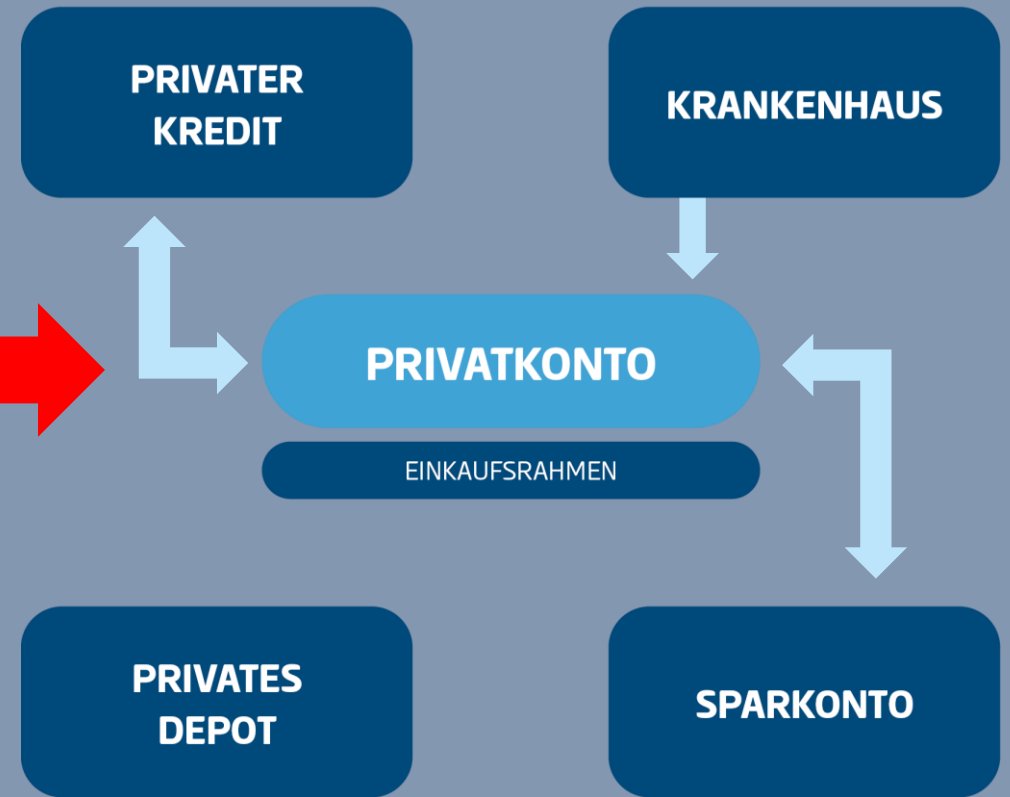 PRIVATER
KREDIT
KRANKENHAUS
PRIVATKONTO
EINKAUFSRAHMEN
PRIVATES
DEPOT
SPARKONTO